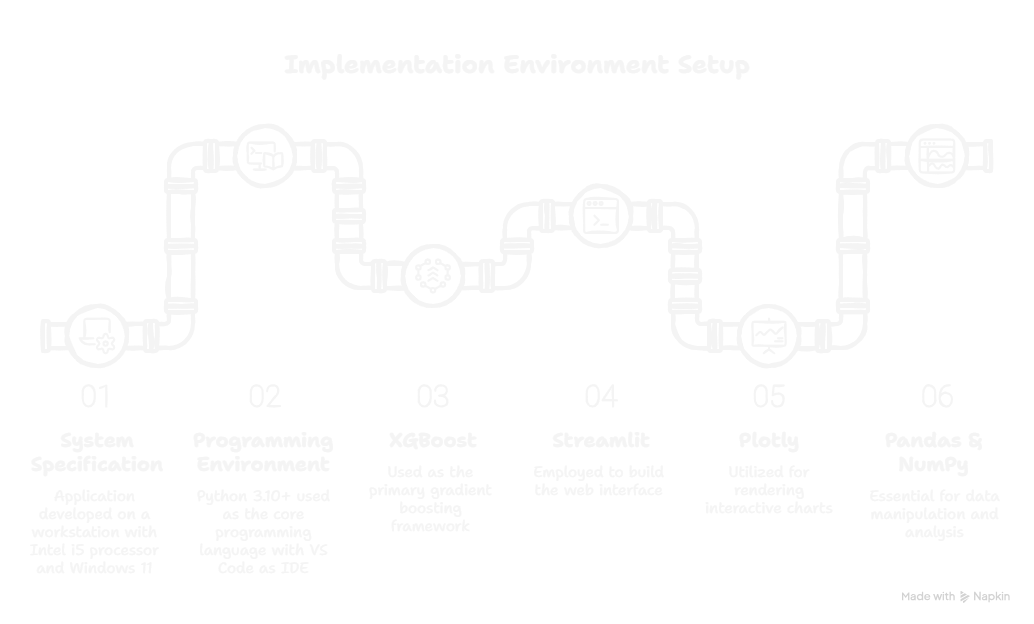 Implementation Environment Setup
01
System
Specification
Application
developed on a
workstation with
Intel i5 processor
and Windows 11
02
Programming
Environment
Python 3.10+ used
as the core
programming
language with VS
Code as IDE
03
XGBoost
Used as the
primary gradient
boosting
framework
04
Streamlit
Employed to build
the web interface
05
Plotly
Utilized for
rendering
interactive charts
06
Pandas &
NumPy
Essential for data
manipulation and
analysis
Made with Napkin